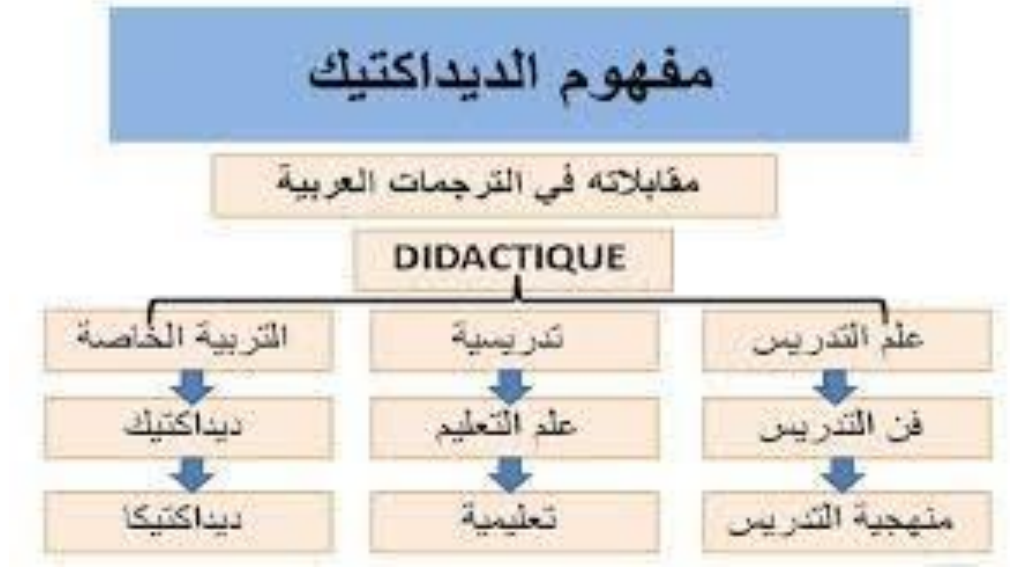 مفهوم الديداكتيك
مقابلاته في الترجمات العربية
DIDACTIQUE
علم التدريس
تدريسية
التربية الخاصة
فن التدريس
علم التعليم
ديداكتيك
منهجية التدريس
تعليمية
ديداكتيكا